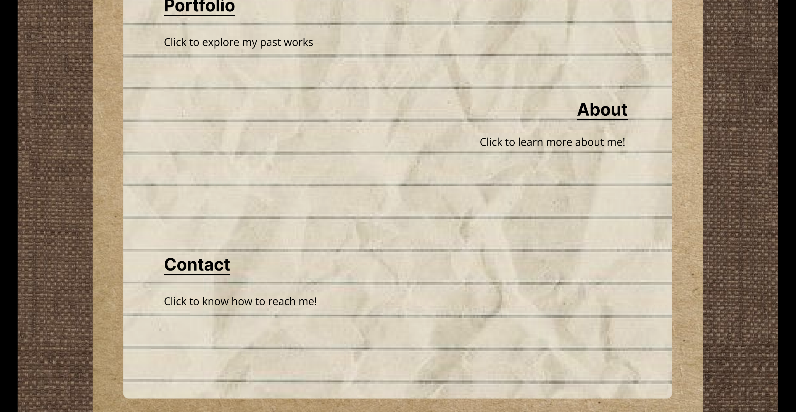 Portfolio
Click to explore my past works
About
Click to learn more about me!
Contact
Click to know how to reach me!